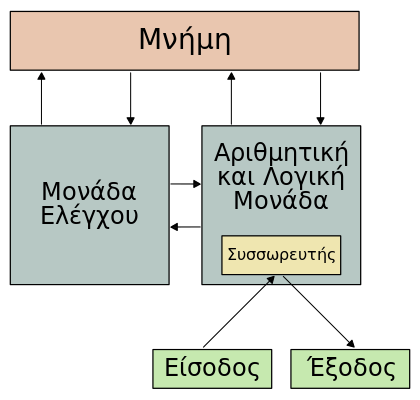 Μνήμη
Μονάδα
Ελέγχου
Αριθμητική
και Λογική
Μονάδα
Συσσωρευτής
Είσοδος
Έξοδος